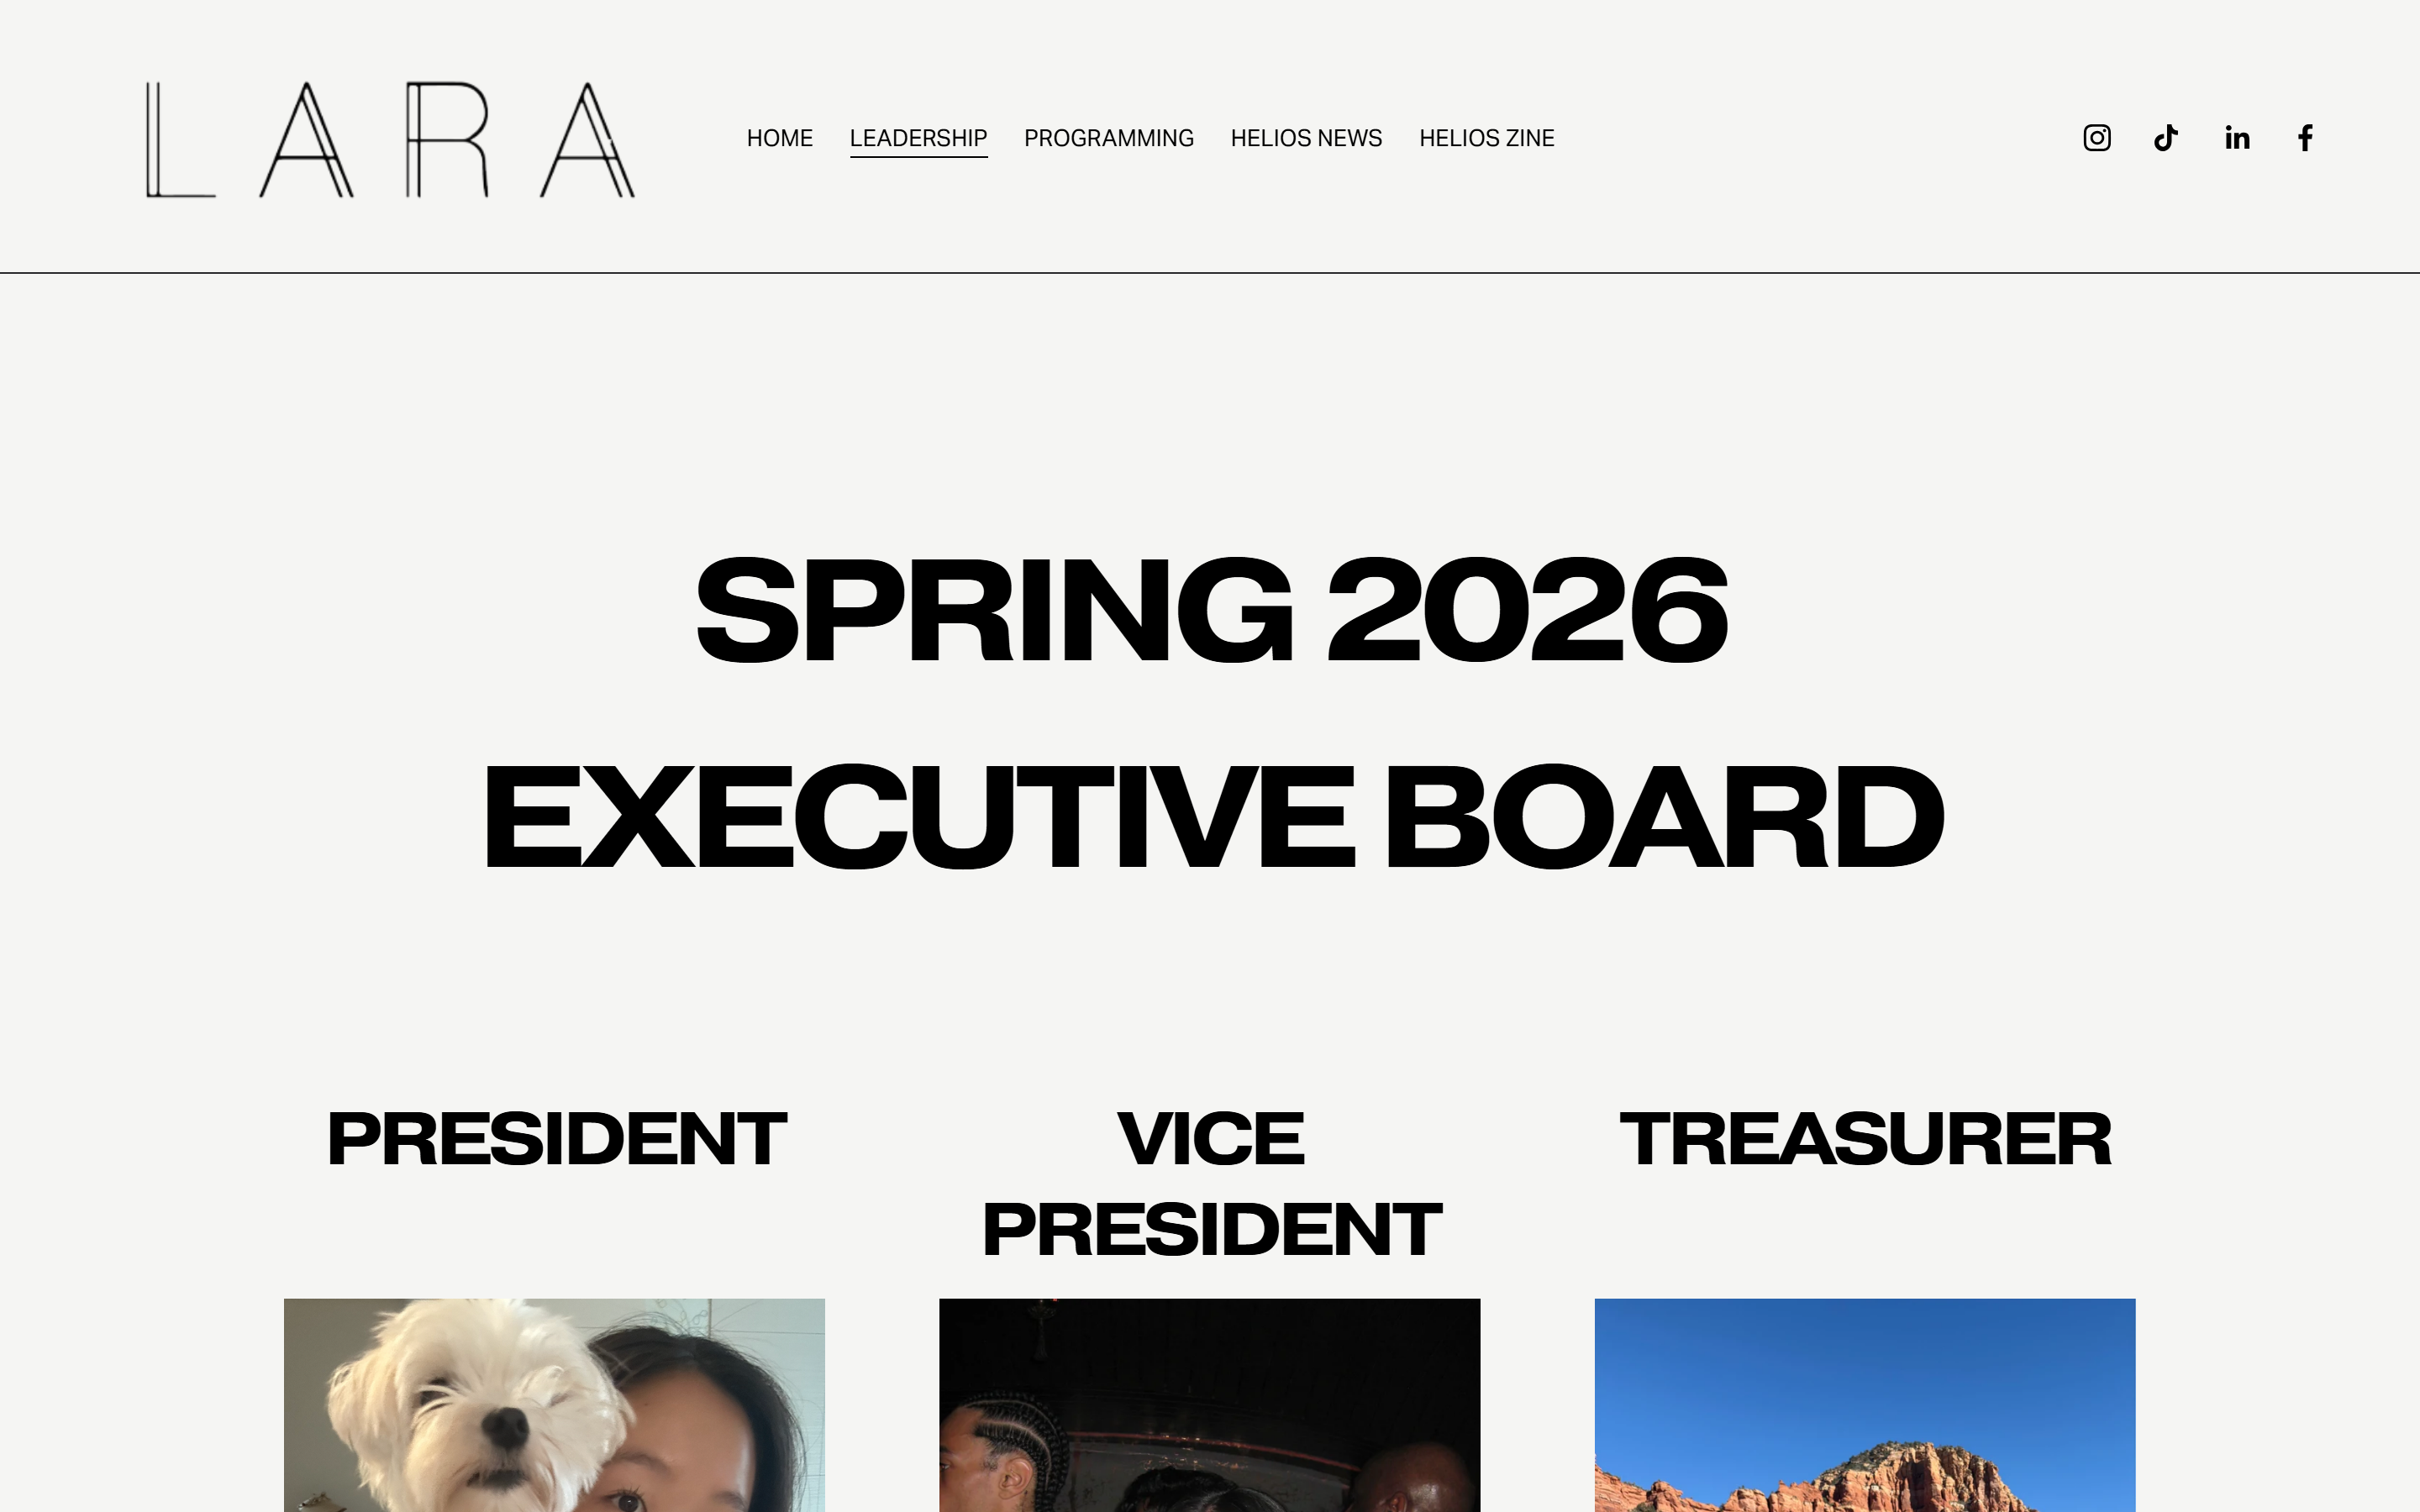 LARA
HOME LEADERSHIP PROGRAMMING HELIOS NEWS HELIOS ZINE
SPRING 2026
EXECUTIVE BOARD
PRESIDENT
VICE
PRESIDENT
TREASURER